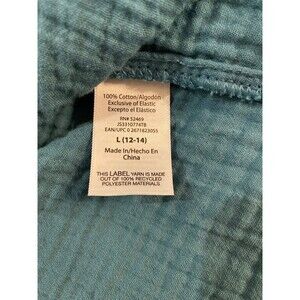 100% Cotton/Algodón
Exclusive of Elastic
Excepto el Elástico
RN# 52469
JS331077478
EAN/UPC 0 2671823055
L (12-14)
Made In/Hecho En
China
THIS LABEL YARN IS MADE
OUT OF 100% RECYCLED
POLYESTER MATERIALS